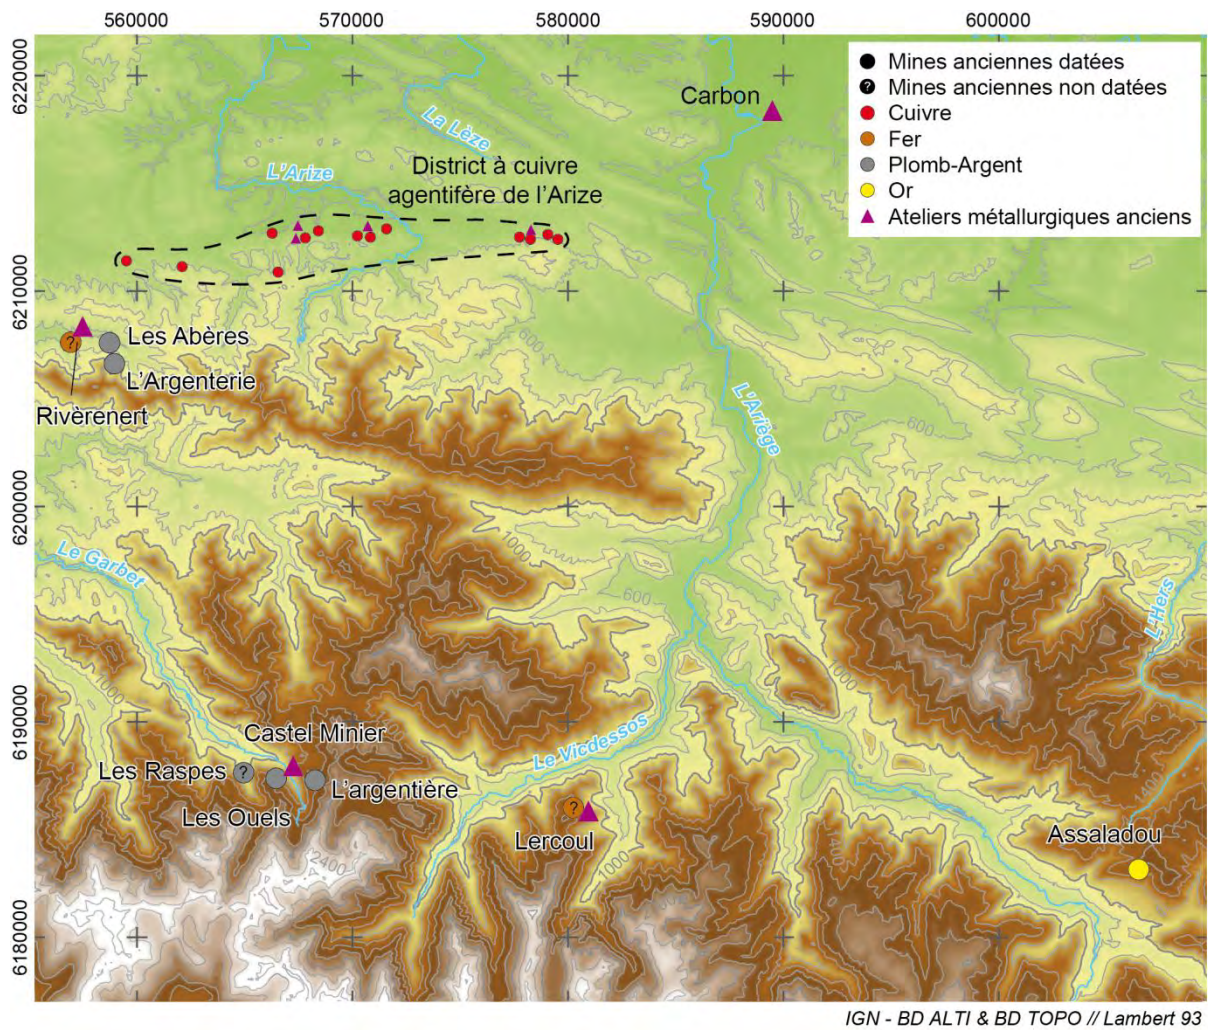 560000
570000
580000
590000
600000
6220000
6210000
6200000
6190000
6180000
Mines anciennes datées
? Mines anciennes non datées
Cuivre
Fer
Plomb-Argent
Or
Ateliers métallurgiques anciens
Carbon
La Lèze
L'Arize
District à cuivre
agentifère de l'Arize
600
Les Abères
?
L'Argenterie
Rivèrenert
L'Ariège
600
Le Garbet
1000
600
L'Hers
1000
1000
Castel Minier
Le Vicdessos
Les Raspes
?
L'argentière
Les Ouels
?
Lercoul
Assaladou
2400
1000
IGN - BD ALTI & BD TOPO // Lambert 93